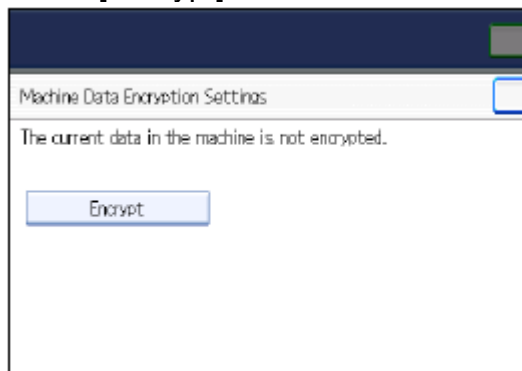 Machine Data Encryption Settings
The current data in the machine is not encrypted.
Encrypt